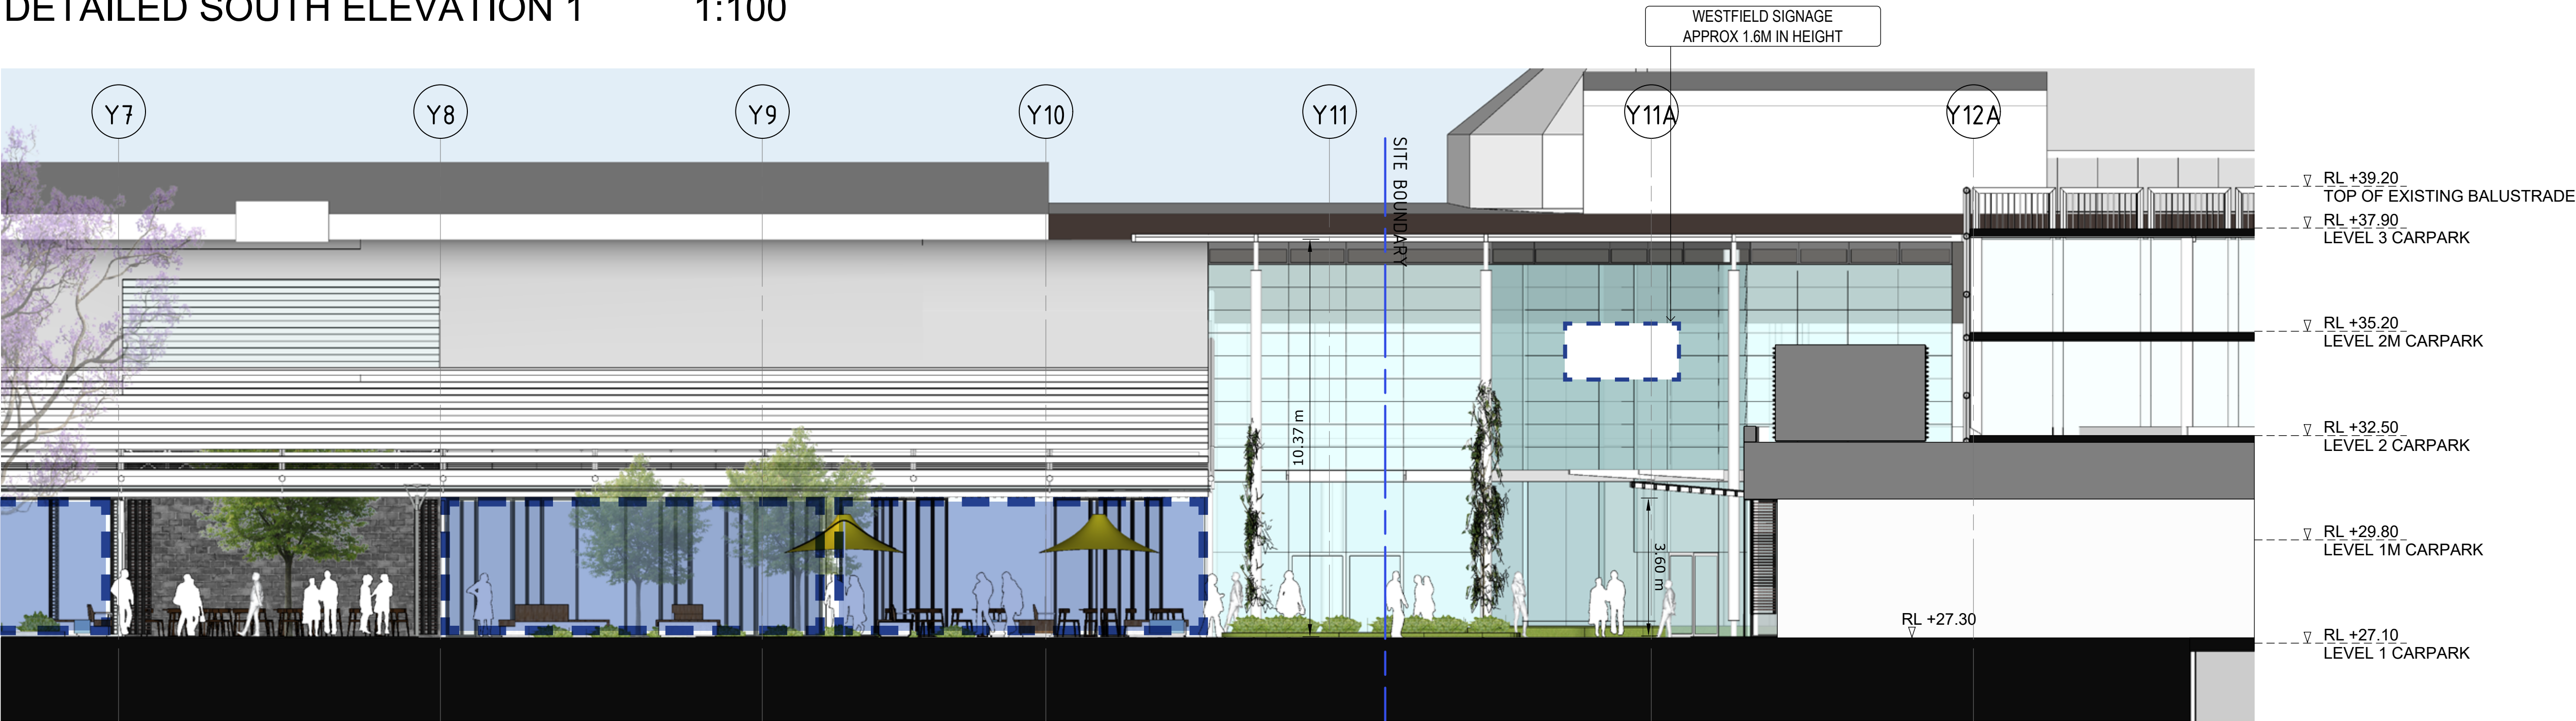 DETAILED SOUTH ELEVATION 1 1:100
WESTFIELD SIGNAGE
APPROX 1.6M IN HEIGHT
Y7
Y8
Y9
Y10
Y11
Y11A
Y12A
SITE BOUNDARY
RL +39.20
TOP OF EXISTING BALUSTRADE
RL +37.90
LEVEL 3 CARPARK
RL +35.20
LEVEL 2M CARPARK
10.37 m
RL +32.50
LEVEL 2 CARPARK
3.60 m
RL +29.80
LEVEL 1M CARPARK
RL +27.30
RL +27.10
LEVEL 1 CARPARK